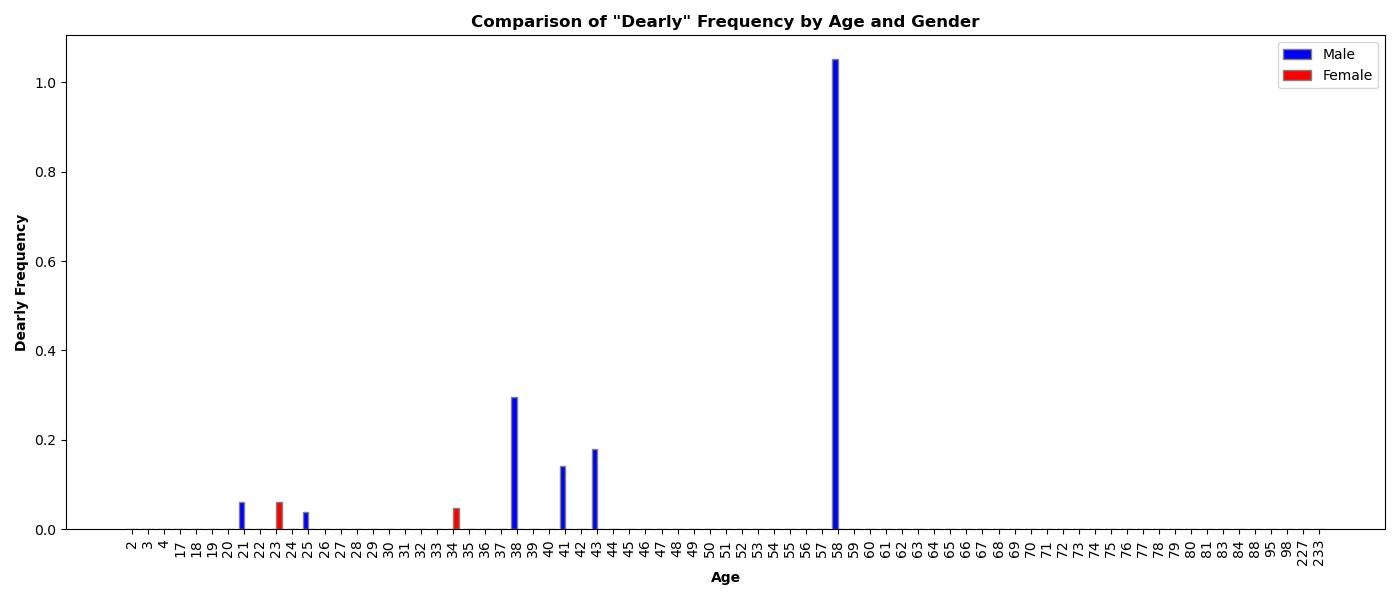 Comparison of "Dearly" Frequency by Age and Gender
Male
Female
Dearly Frequency
1.0
0.8
0.6
0.4
0.2
0.0
2 3 4 17 18 19 20 21 22 23 24 25 26 27 28 29 30 31 32 33 34 35 36 37 38 39 40 41 42 43 44 45 46 47 48 49 50 51 52 53 54 55 56 57 58 59 60 61 62 63 64 65 66 67 68 69 70 71 72 73 74 75 76 77 78 79 80 81 83 84 88 95 98 227 233
Age